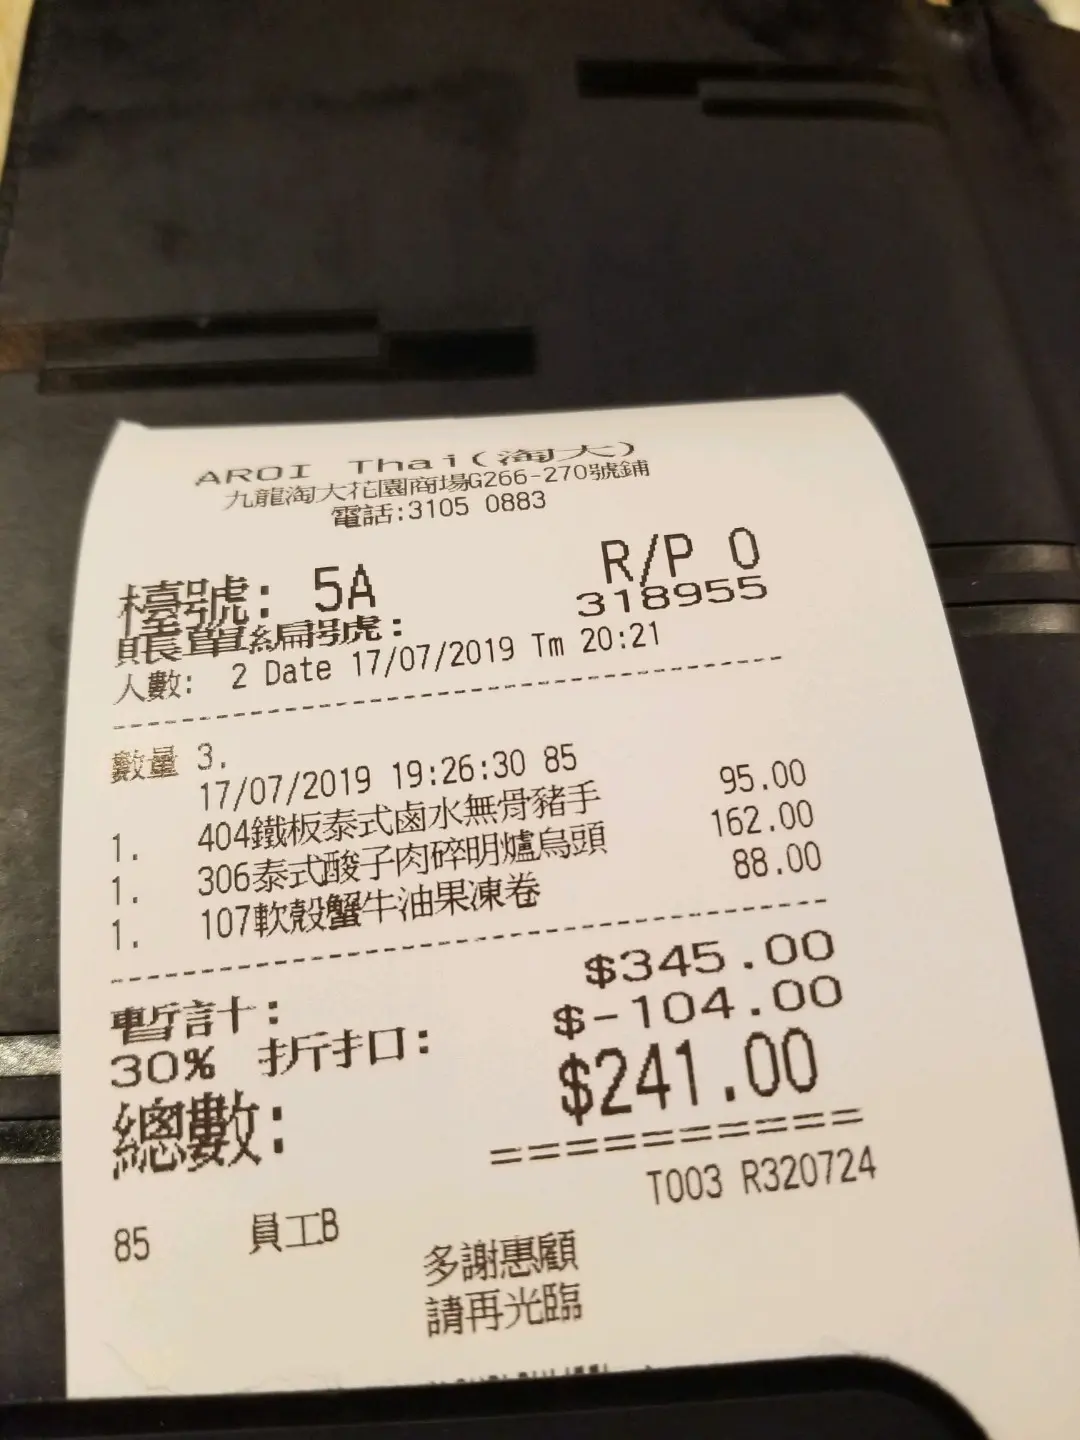 AROI Thai(淘大)
九龍淘大花園商場G266-270號鋪
電話:3105 0883
檯號: 5A R/P 0
賬單編號: 318955
人數: 2 Date 17/07/2019 Tm 20:21
數量 3.
17/07/2019 19:26:30 85
1. 404鐵板泰式鹵水無骨豬手 95.00
1. 306泰式酸子肉碎明爐烏頭 162.00
1. 107軟殼蟹牛油果凍卷 88.00
暫計: $345.00
30% 折扣: $-104.00
總數: $241.00
==========
T003 R320724
85 員工B
多謝惠顧
請再光臨